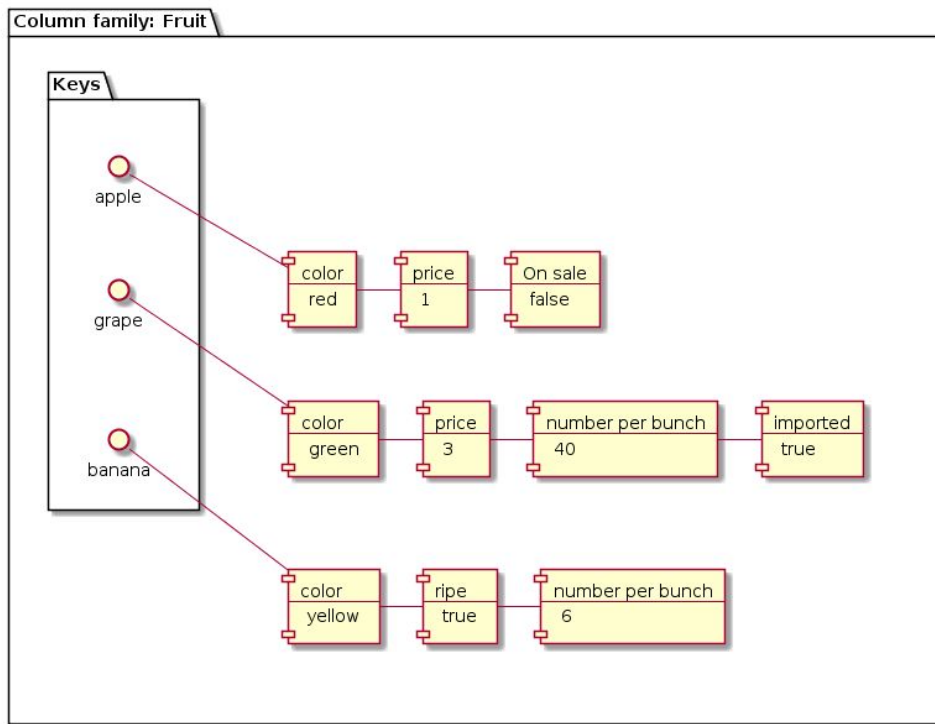 Column family: Fruit
Keys
apple
color
red
price
1
On sale
false
grape
color
green
price
3
number per bunch
40
imported
true
banana
color
yellow
ripe
true
number per bunch
6